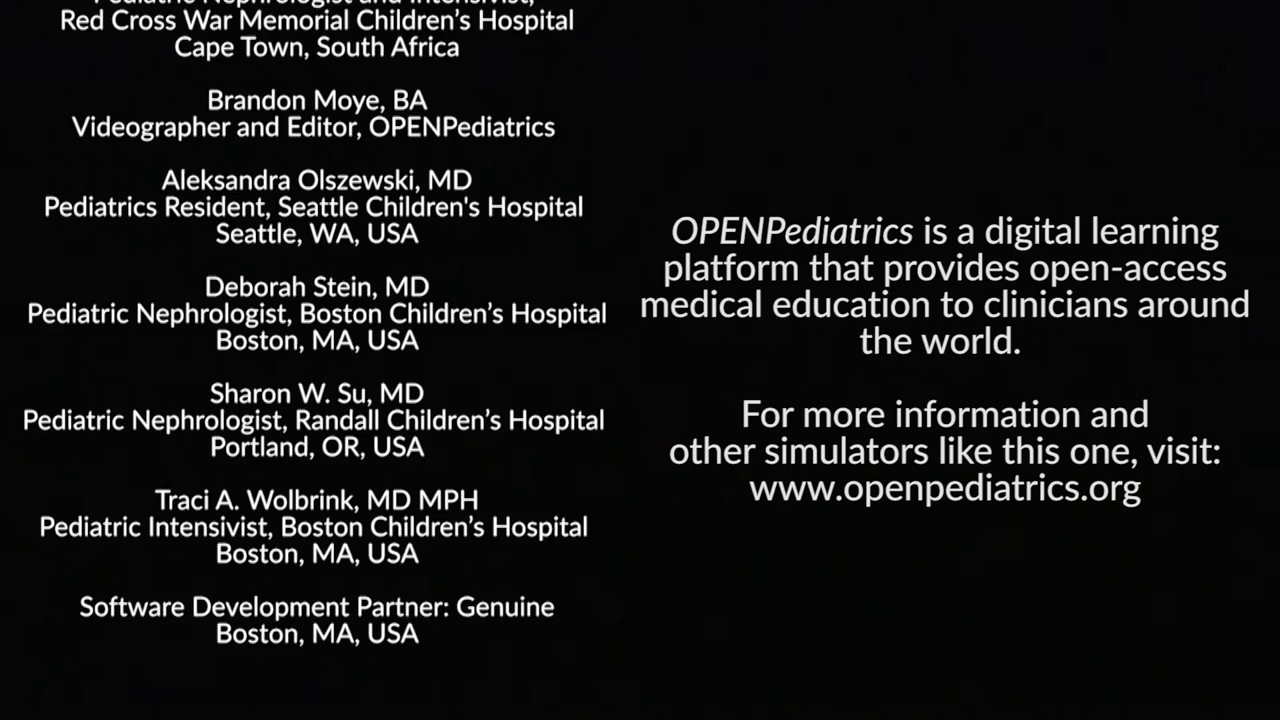 Pediatric Nephrologist and Intensivist,
Red Cross War Memorial Children’s Hospital
Cape Town, South Africa
Brandon Moye, BA
Videographer and Editor, OPENPediatrics
Aleksandra Olszewski, MD
Pediatrics Resident, Seattle Children's Hospital
Seattle, WA, USA
Deborah Stein, MD
Pediatric Nephrologist, Boston Children’s Hospital
Boston, MA, USA
Sharon W. Su, MD
Pediatric Nephrologist, Randall Children’s Hospital
Portland, OR, USA
Traci A. Wolbrink, MD MPH
Pediatric Intensivist, Boston Children’s Hospital
Boston, MA, USA
Software Development Partner: Genuine
Boston, MA, USA
OPENPediatrics is a digital learning
platform that provides open-access
medical education to clinicians around
the world.
For more information and
other simulators like this one, visit:
www.openpediatrics.org